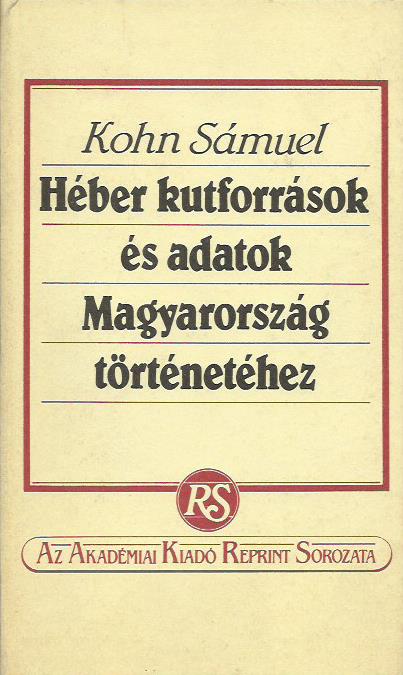 Kohn Sámuel
Héber kutforrások
és adatok
Magyarország
történetéhez
RS
Az Akadémiai Kiadó Reprint Sorozata